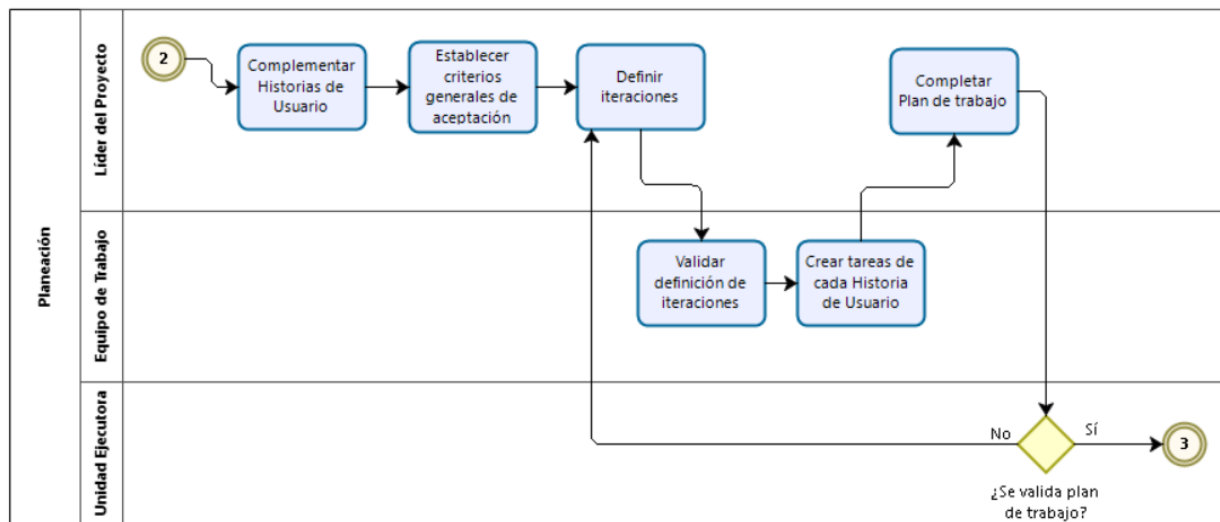 Planeación
Líder del Proyecto
2
Complementar
Historias de
Usuario
Establecer
criterios
generales de
aceptación
Definir
iteraciones
Completar
Plan de trabajo
Equipo de Trabajo
Validar
definición de
iteraciones
Crear tareas de
cada Historia
de Usuario
Unidad Ejecutora
No
Sí
3
¿Se valida plan
de trabajo?